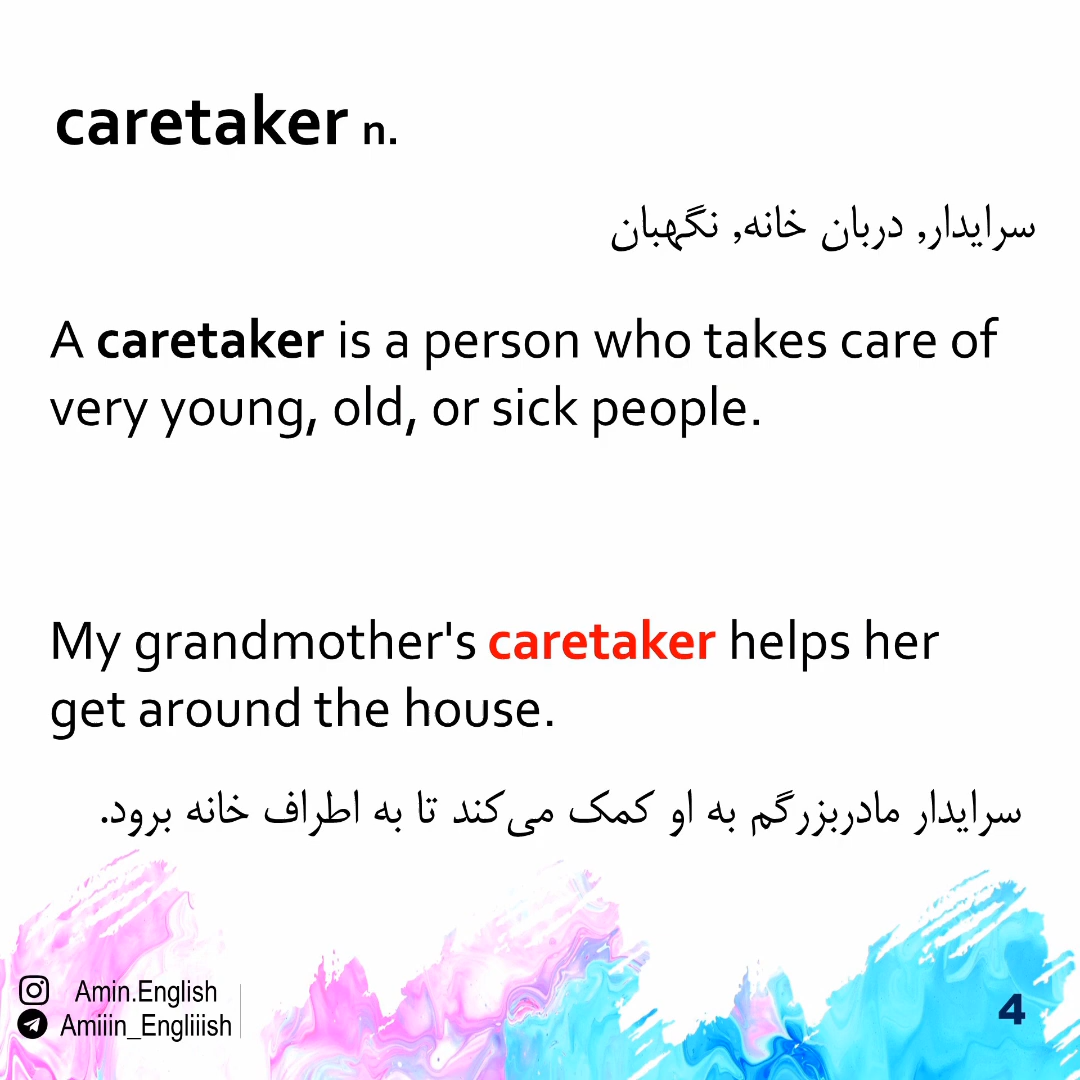 caretaker n.
سرایدار, دربان خانه, نگهبان
A caretaker is a person who takes care of
very young, old, or sick people.
My grandmother's caretaker helps her
get around the house.
سرایدار مادربزرگم به او کمک می‌کند تا به اطراف خانه برود.
Amin.English
Amiiin_Engliiish
4